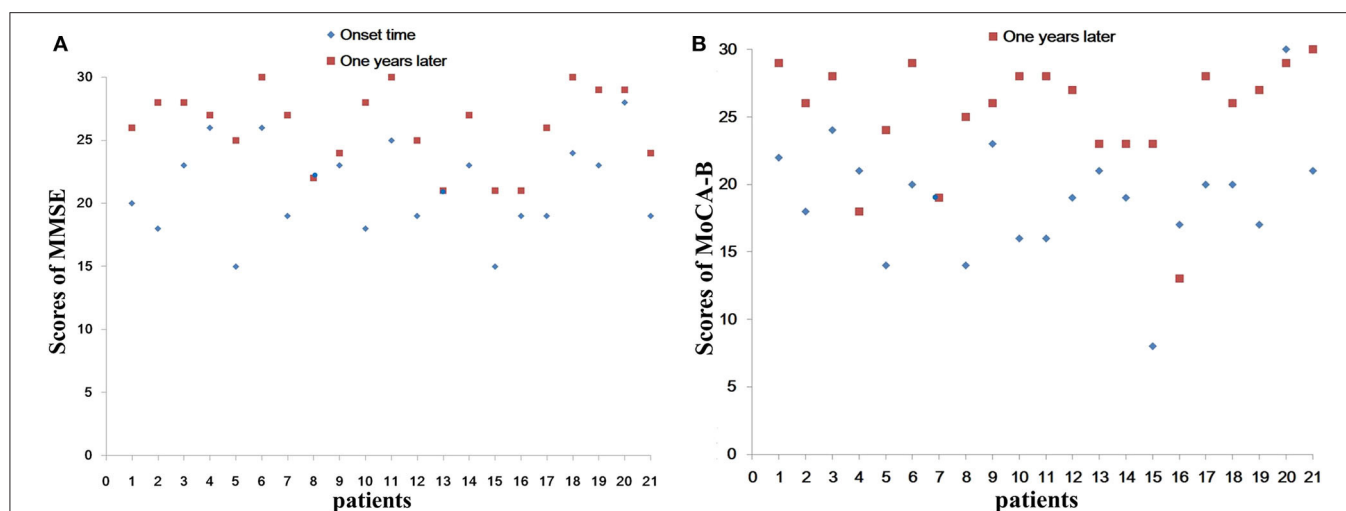 A
Onset time
One years later
30
25
20
15
10
5
0
Scores of MMSE
0 1 2 3 4 5 6 7 8 9 10 11 12 13 14 15 16 17 18 19 20 21
patients
B
One years later
30
25
20
15
10
5
0
Scores of MoCA-B
0 1 2 3 4 5 6 7 8 9 10 11 12 13 14 15 16 17 18 19 20 21
patients